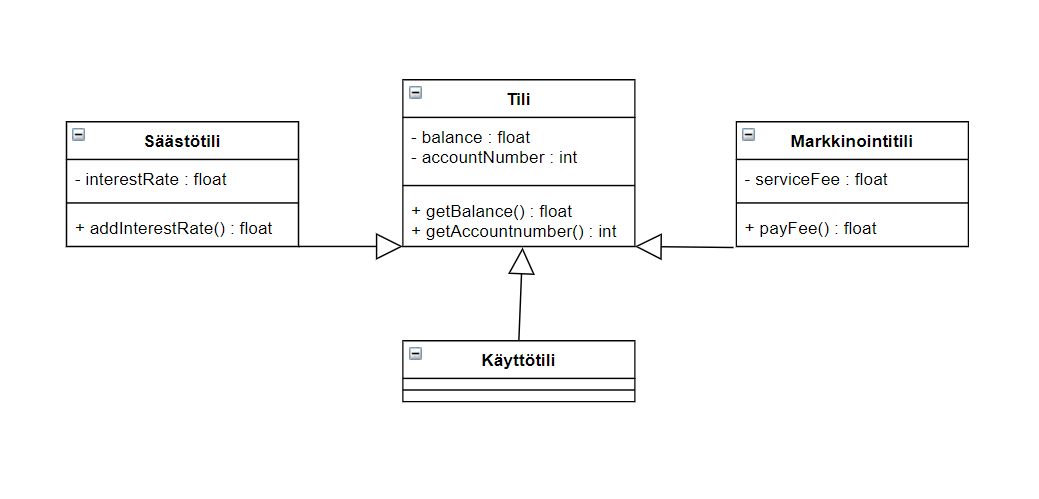 Tili
- balance : float
- accountNumber : int
+ getBalance() : float
+ getAccountnumber() : int
Säästötili
- interestRate : float
+ addInterestRate() : float
Markkinointitili
- serviceFee : float
+ payFee() : float
Käyttötili